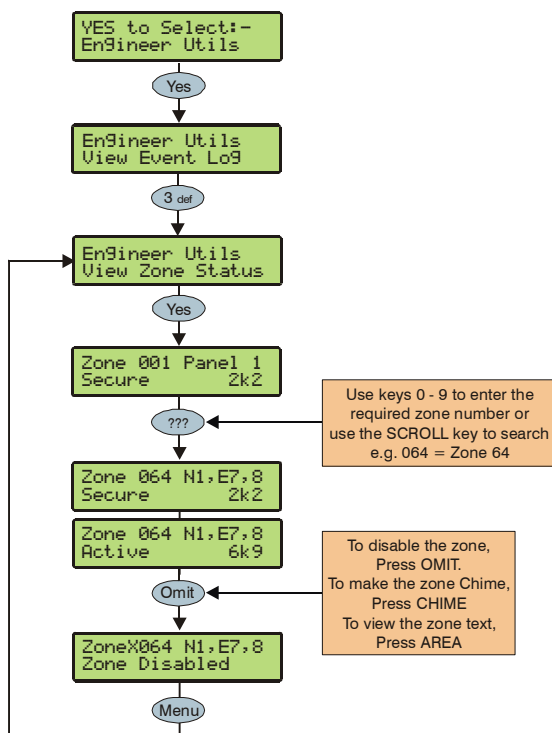 YES to Select:-
Engineer Utils
Yes
Engineer Utils
View Event Log
3 def
Engineer Utils
View Zone Status
Yes
Zone 001 Panel 1
Secure 2k2
???
Use keys 0 - 9 to enter the
required zone number or
use the SCROLL key to search
e.g. 064 = Zone 64
Zone 064 N1,E7,8
Secure 2k2
Zone 064 N1,E7,8
Active 6k9
Omit
To disable the zone,
Press OMIT.
To make the zone Chime,
Press CHIME
To view the zone text,
Press AREA
ZoneX064 N1,E7,8
Zone Disabled
Menu